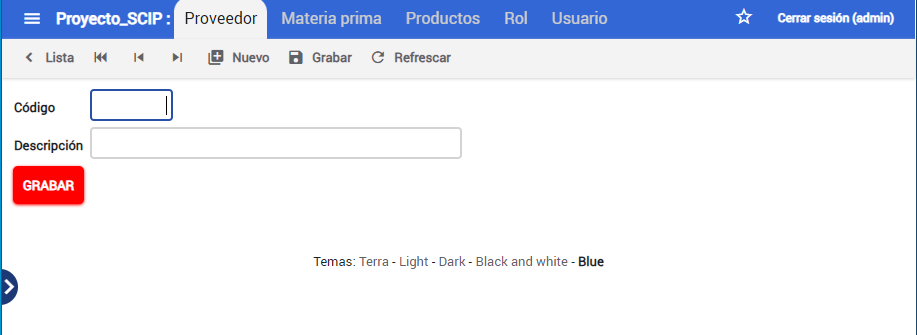 Proyecto_SCIP : Proveedor Materia prima Productos Rol Usuario Cerrar sesión (admin)
Lista Nuevo Grabar Refrescar
Código
Descripción
GRABAR
Temas: Terra - Light - Dark - Black and white - Blue